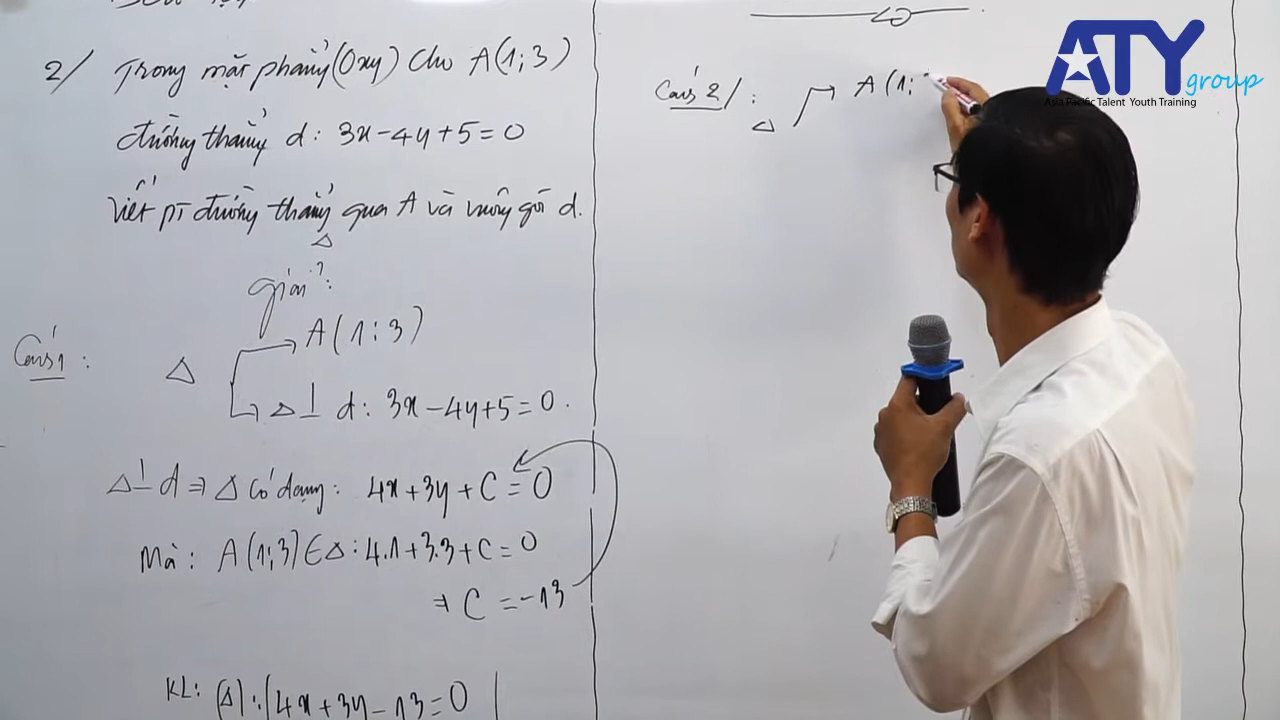 2/ Trong mặt phẳng (Oxy) cho A(1;3)
đường thẳng d: 3x-4y+5=0
Viết pt đường thẳng qua A và vuông góc d.
Δ
giải:
Cách 1:
Δ
A(1;3)
Δ⊥d: 3x-4y+5=0.
Δ⊥d ⇒ Δ có dạng: 4x+3y+C=0
Mà: A(1;3)∈Δ: 4.1+3.3+C=0
⇒ C=-13
KL: (Δ): 4x+3y-13=0
Cách 2/:
Δ
A(1;
ATY group
Asia Pacific Talent Youth Training